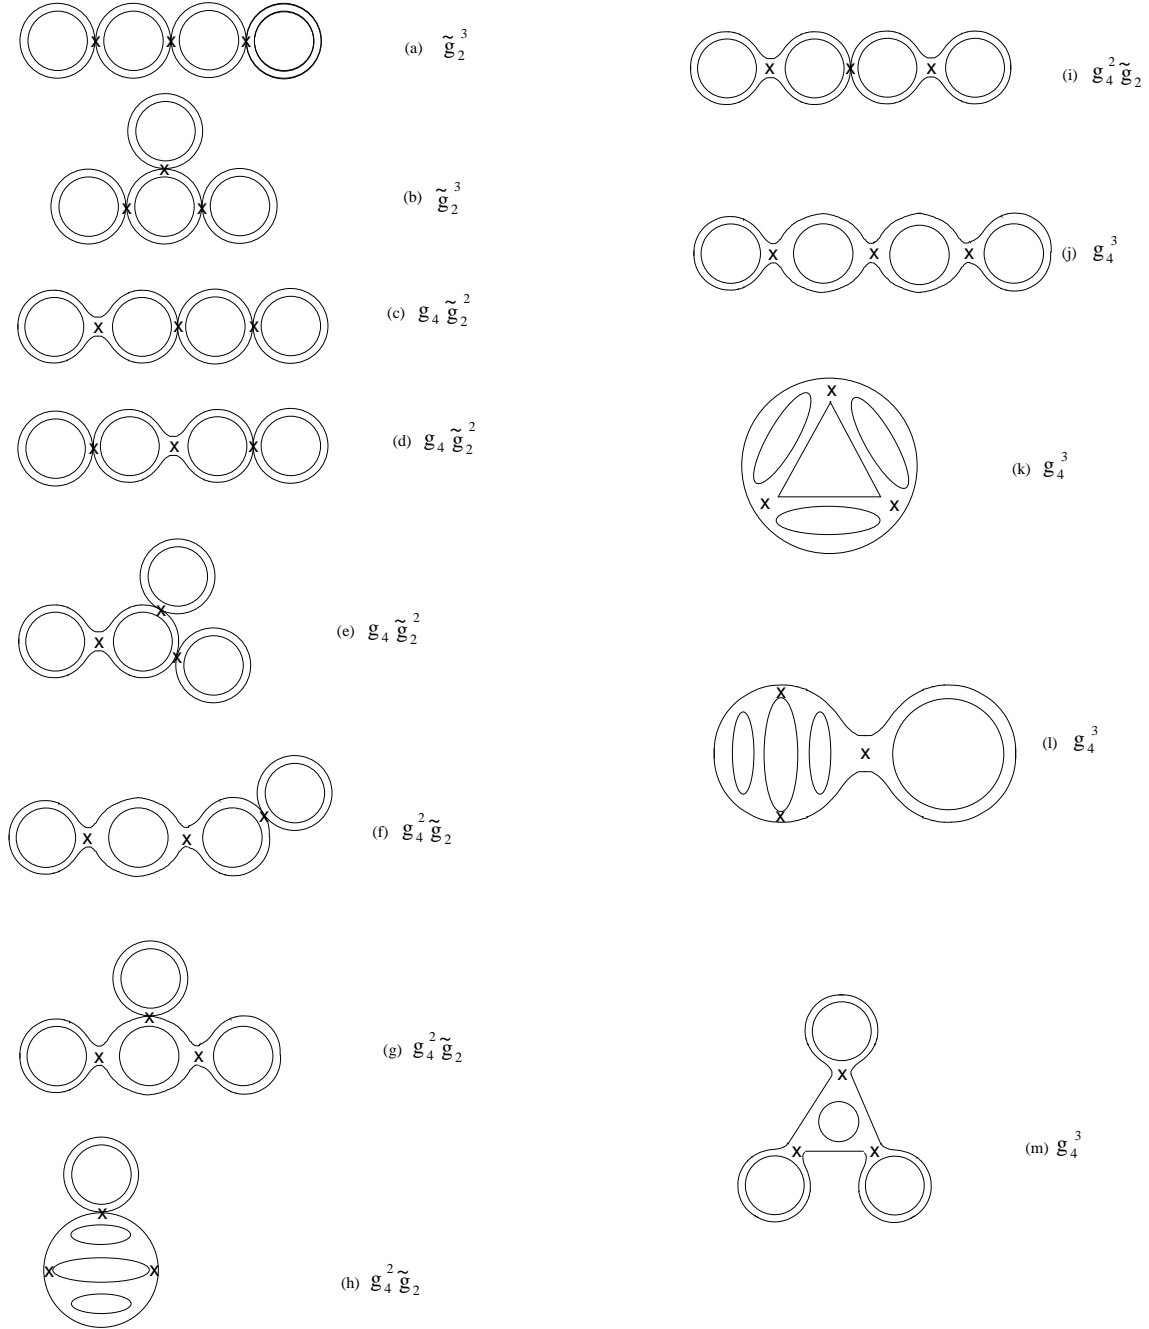 (a) g̃₂³
(b) g̃₂³
(c) g₄ g̃₂²
(d) g₄ g̃₂²
(e) g₄ g̃₂²
(f) g₄² g̃₂
(g) g₄² g̃₂
(h) g₄² g̃₂
(i) g₄² g̃₂
(j) g₄³
(k) g₄³
(l) g₄³
(m) g₄³